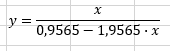 y = x / (0,9565 − 1,9565 · x)